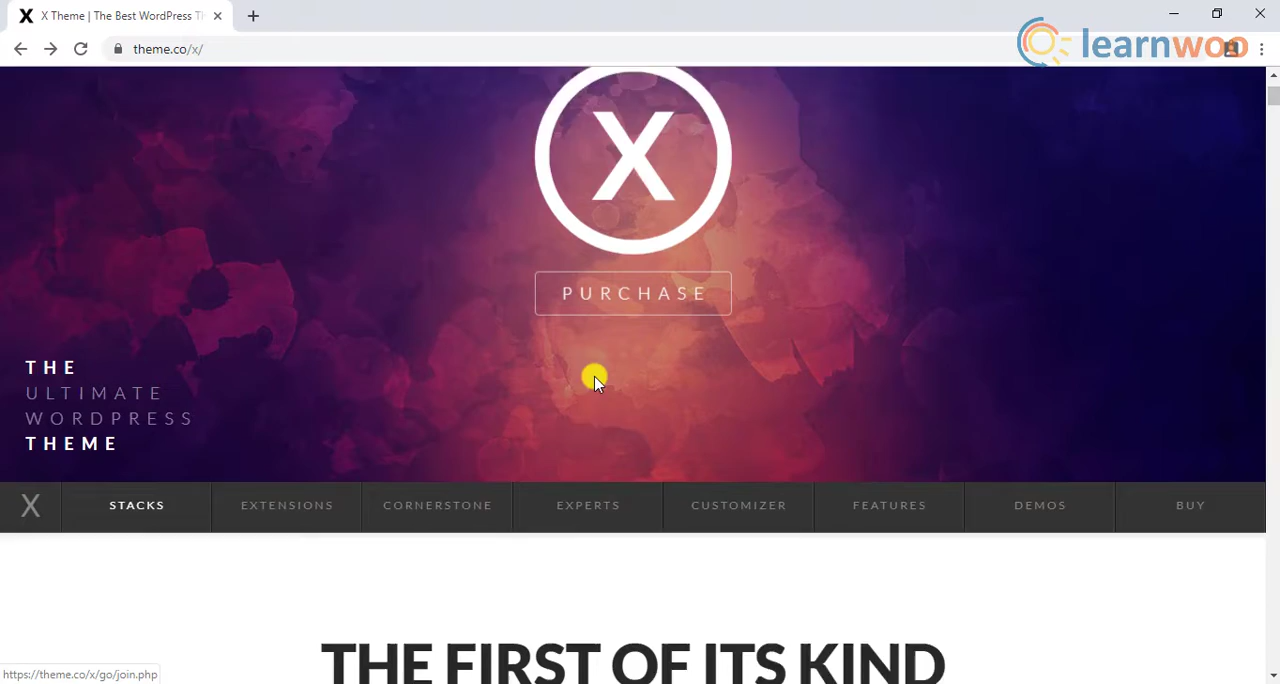 X Theme | The Best WordPress Th
theme.co/x/
learnwoo
X
PURCHASE
THE
ULTIMATE
WORDPRESS
THEME
X
STACKS
EXTENSIONS
CORNERSTONE
EXPERTS
CUSTOMIZER
FEATURES
DEMOS
BUY
THE FIRST OF ITS KIND
https://theme.co/x/go/join.php